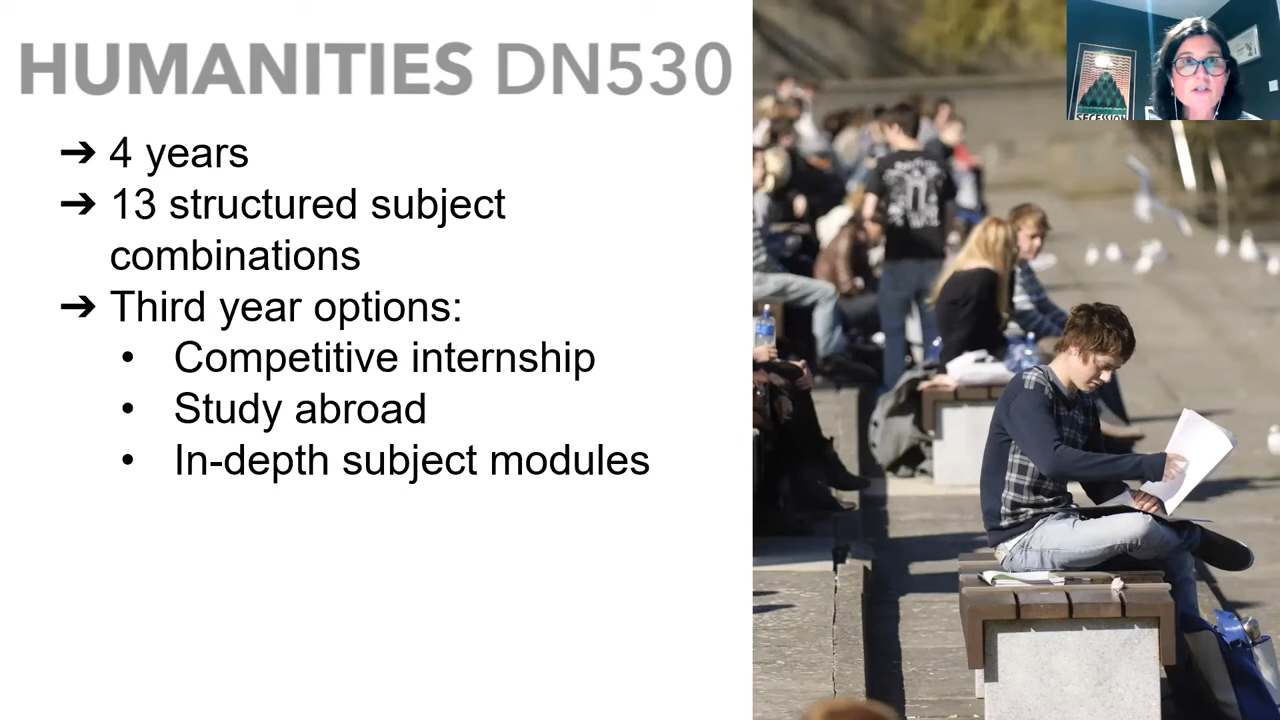 HUMANITIES DN530
➔ 4 years
➔ 13 structured subject
combinations
➔ Third year options:
• Competitive internship
• Study abroad
• In-depth subject modules
SECESSION